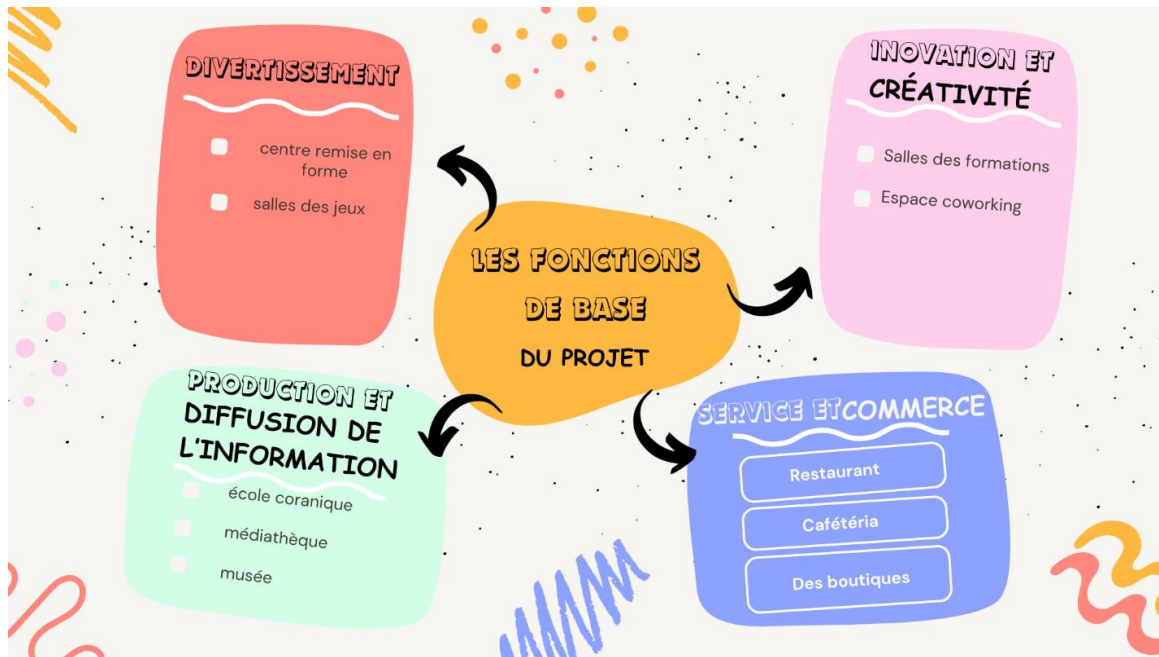 DIVERTISSEMENT
centre remise en
forme
salles des jeux
INOVATION ET
CRÉATIVITÉ
Salles des formations
Espace coworking
LES FONCTIONS
DE BASE
DU PROJET
PRODUCTION ET
DIFFUSION DE
L'INFORMATION
école coranique
médiathèque
musée
SERVICE ETCOMMERCE
Restaurant
Cafétéria
Des boutiques